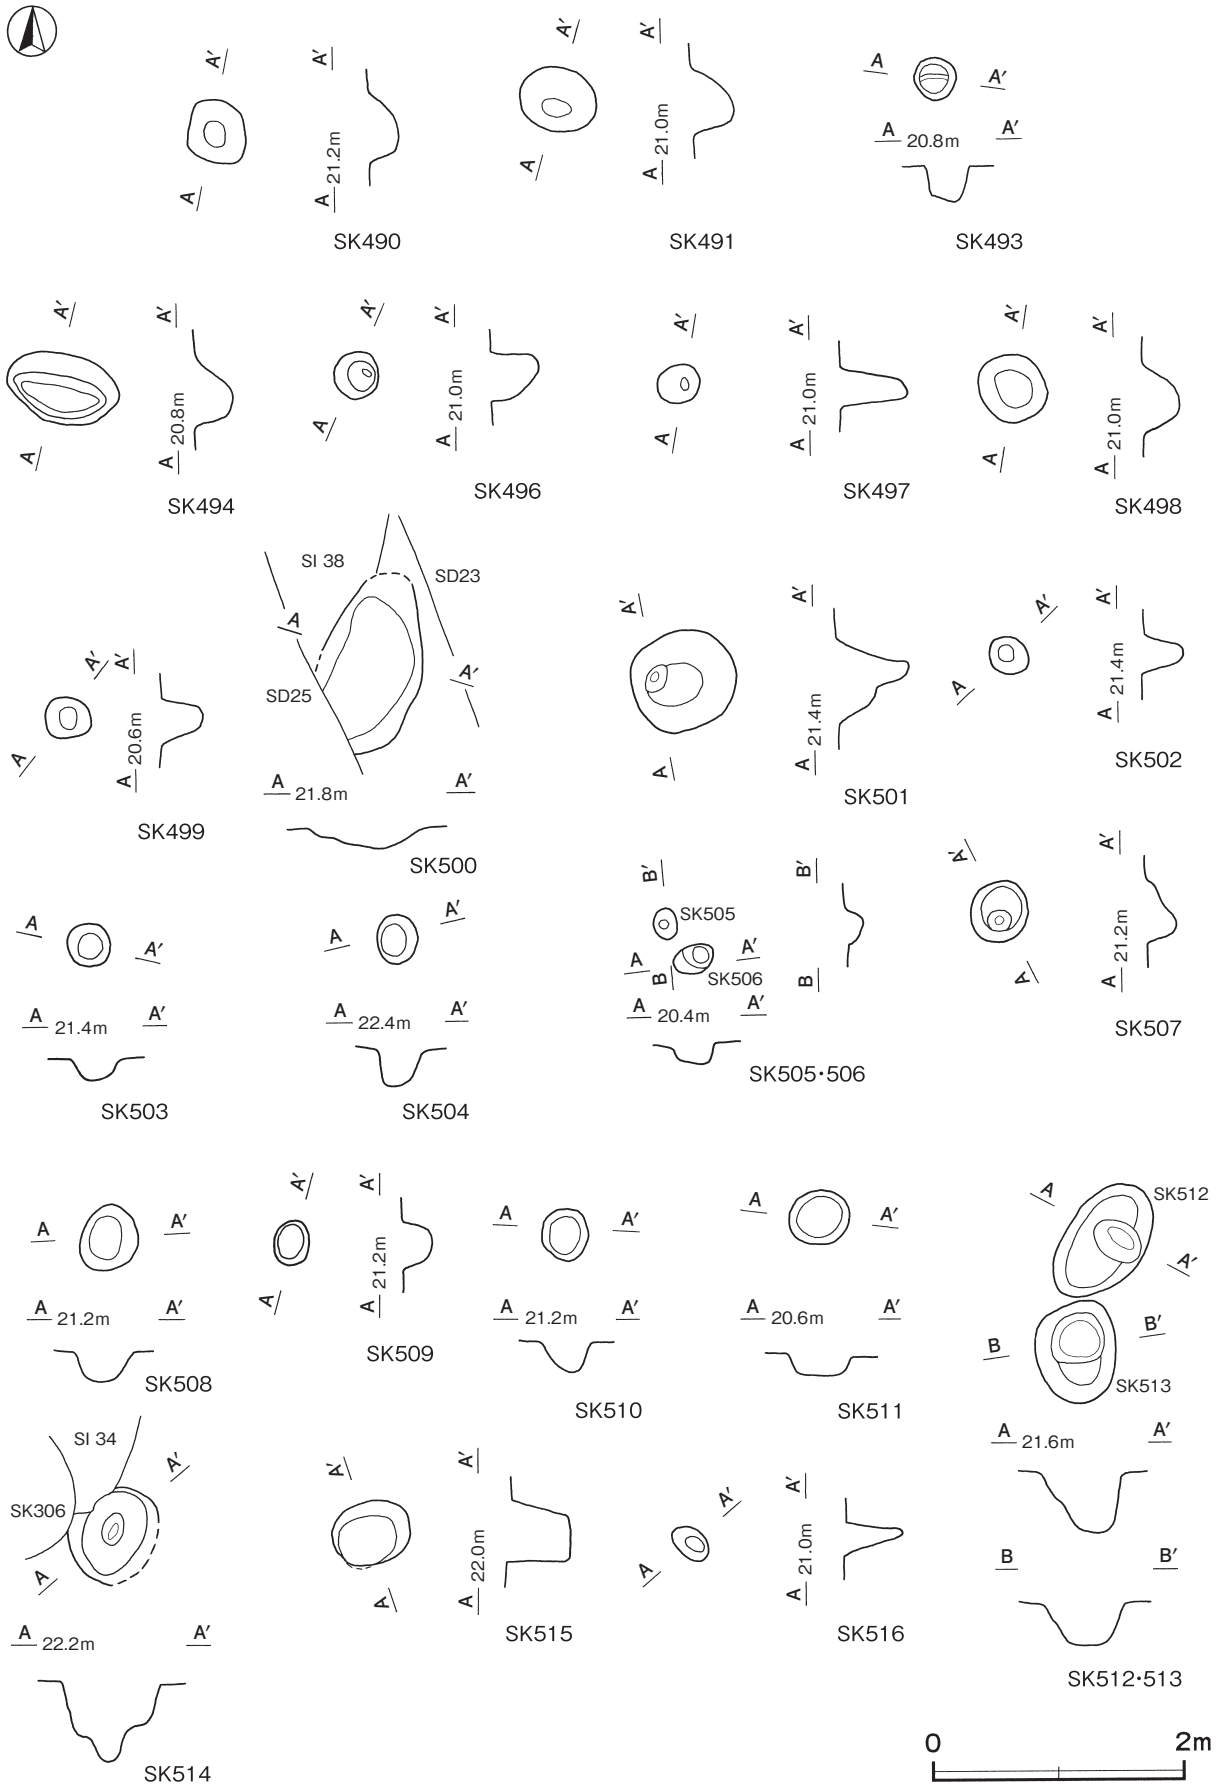 A′
A
A′
A 21.2m
SK490
A′
A
A′
A 21.0m
SK491
A
A′
A 20.8m
A′
SK493
A′
A
A′
A 20.8m
SK494
A′
A
A′
A 21.0m
SK496
A′
A
A′
A 21.0m
SK497
A′
A
A′
A 21.0m
SK498
A′
A
A′
A 20.6m
SK499
SI 38
SD23
A
A′
SD25
A 21.8m
A′
SK500
A′
A
A′
A 21.4m
SK501
A′
A
A′
A 21.4m
SK502
A
A′
A 21.4m
A′
SK503
A
A′
A 22.4m
A′
SK504
B′
SK505
A
A′
B
SK506
A 20.4m
A′
B′
B
SK505・506
A′
A
A′
A 21.2m
SK507
A
A′
A 21.2m
A′
SK508
A′
A
A′
A 21.2m
SK509
A
A′
A 21.2m
A′
SK510
A
A′
A 20.6m
A′
SK511
A
SK512
A′
B
B′
SK513
A 21.6m
A′
B
B′
SK512・513
SI 34
A′
SK306
A
A 22.2m
A′
SK514
A′
A
A′
A 22.0m
SK515
A′
A
A′
A 21.0m
SK516
0
2m